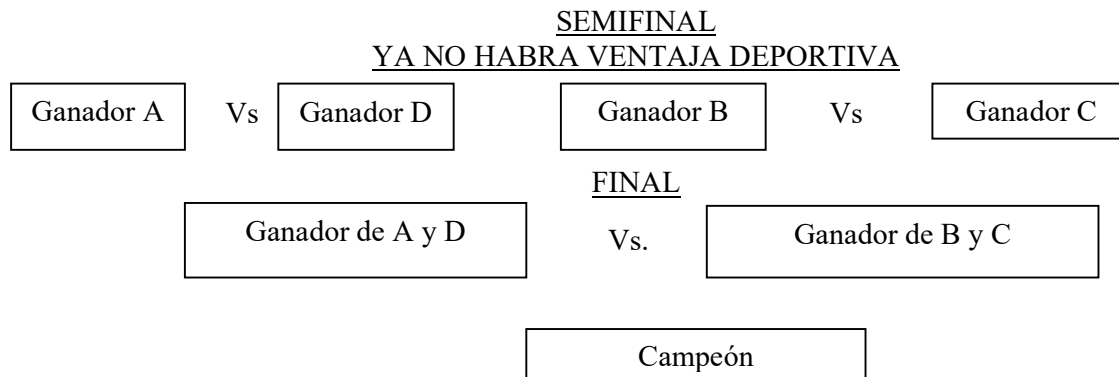 SEMIFINAL
YA NO HABRA VENTAJA DEPORTIVA
Ganador A Vs Ganador D Ganador B Vs Ganador C
FINAL
Ganador de A y D Vs. Ganador de B y C
Campeón